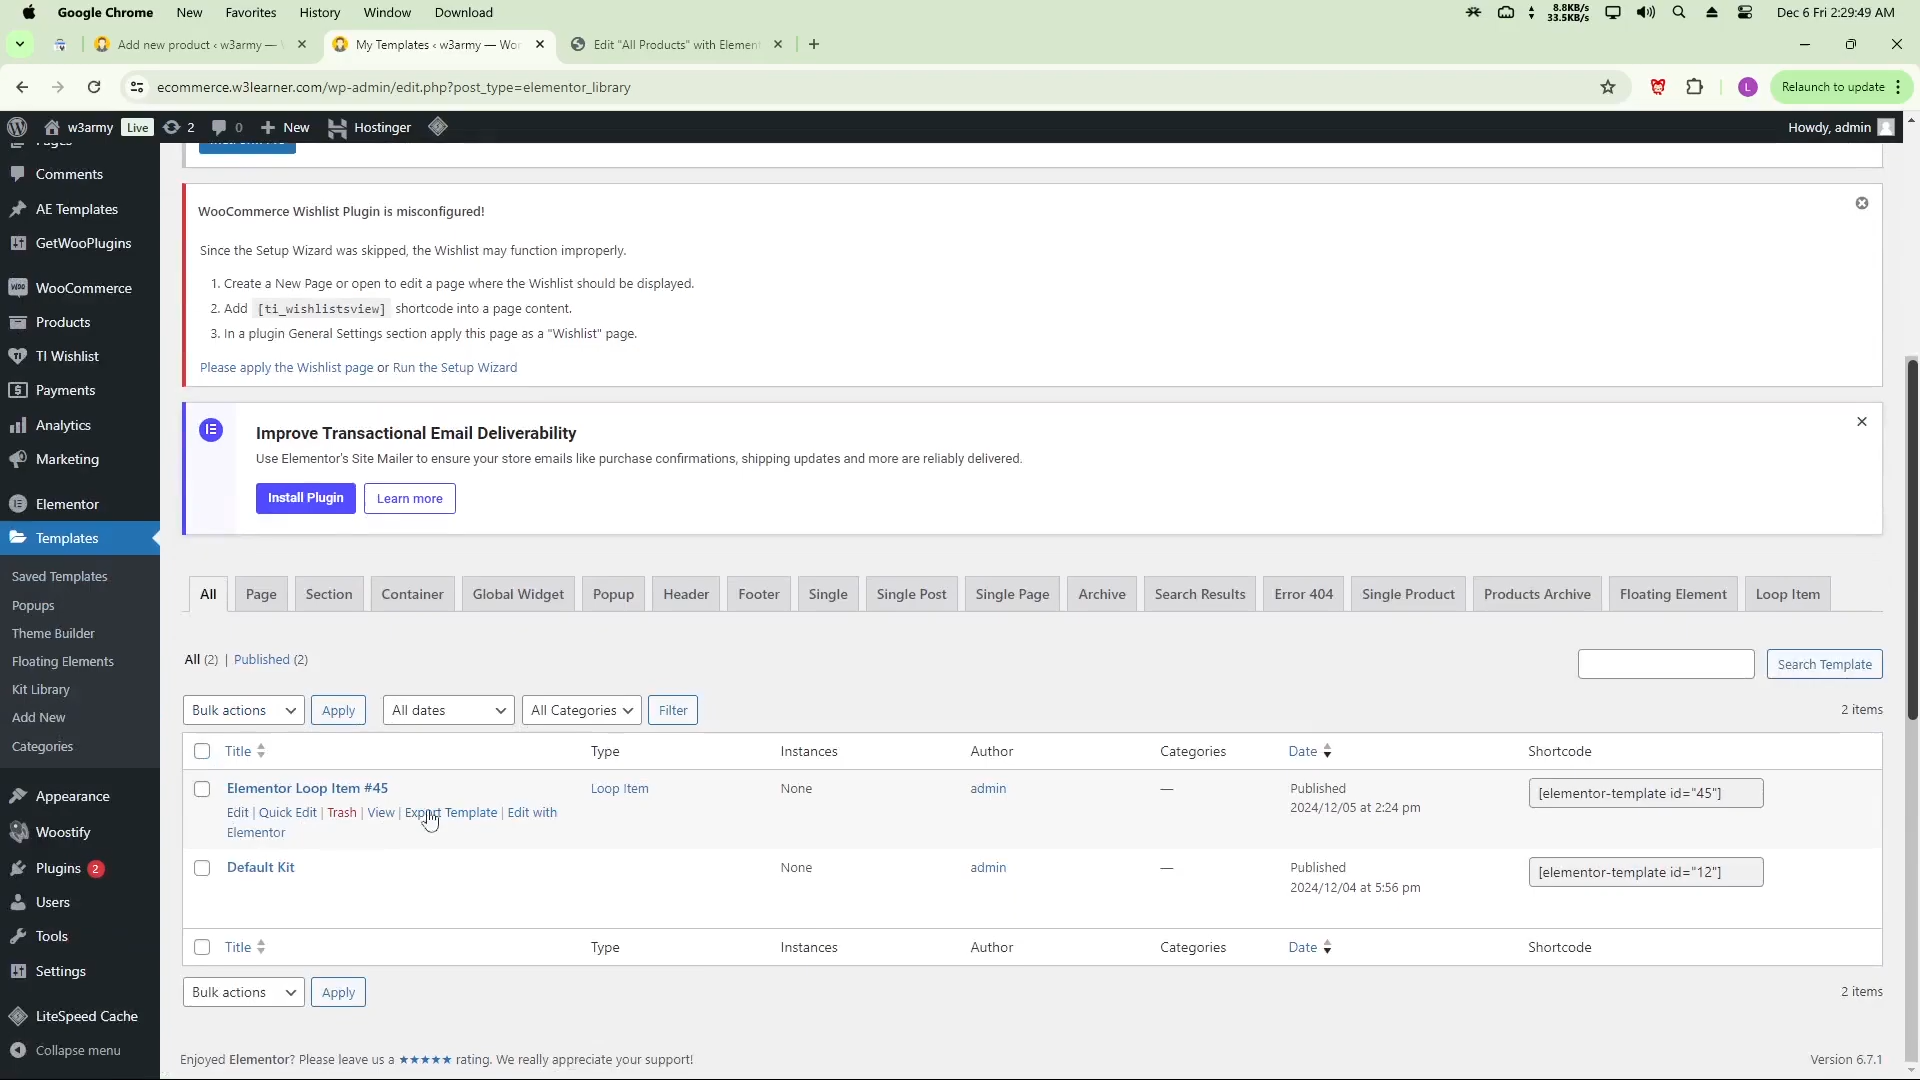 Google Chrome New Favorites History Window Download 8.8KB/s 33.5KB/s Dec 6 Fri 2:29:49 AM
Add new product ‹ w3army — My Templates ‹ w3army — Wor Edit "All Products" with Elemen
ecommerce.w3learner.com/wp-admin/edit.php?post_type=elementor_library L Relaunch to update
w3army Live 2 0 New Hostinger Howdy, admin
Pages
Comments
AE Templates
GetWooPlugins
WooCommerce
Products
TI Wishlist
Payments
Analytics
Marketing
Elementor
Templates
Saved Templates
Popups
Theme Builder
Floating Elements
Kit Library
Add New
Categories
Appearance
Woostify
Plugins 2
Users
Tools
Settings
LiteSpeed Cache
Collapse menu
WooCommerce Wishlist Plugin is misconfigured!
Since the Setup Wizard was skipped, the Wishlist may function improperly.
1. Create a New Page or open to edit a page where the Wishlist should be displayed.
2. Add [ti_wishlistsview] shortcode into a page content.
3. In a plugin General Settings section apply this page as a "Wishlist" page.
Please apply the Wishlist page or Run the Setup Wizard
Improve Transactional Email Deliverability
Use Elementor's Site Mailer to ensure your store emails like purchase confirmations, shipping updates and more are reliably delivered.
Install Plugin Learn more
All Page Section Container Global Widget Popup Header Footer Single Single Post Single Page Archive Search Results Error 404 Single Product Products Archive Floating Element Loop Item
All (2) | Published (2)
Search Template
Bulk actions Apply All dates All Categories Filter 2 items
Title Type Instances Author Categories Date Shortcode
Elementor Loop Item #45 Loop Item None admin — Published [elementor-template id="45"]
Edit | Quick Edit | Trash | View | Export Template | Edit with 2024/12/05 at 2:24 pm
Elementor
Default Kit None admin — Published [elementor-template id="12"]
2024/12/04 at 5:56 pm
Title Type Instances Author Categories Date Shortcode
Bulk actions Apply 2 items
Enjoyed Elementor? Please leave us a ★★★★★ rating. We really appreciate your support! Version 6.7.1